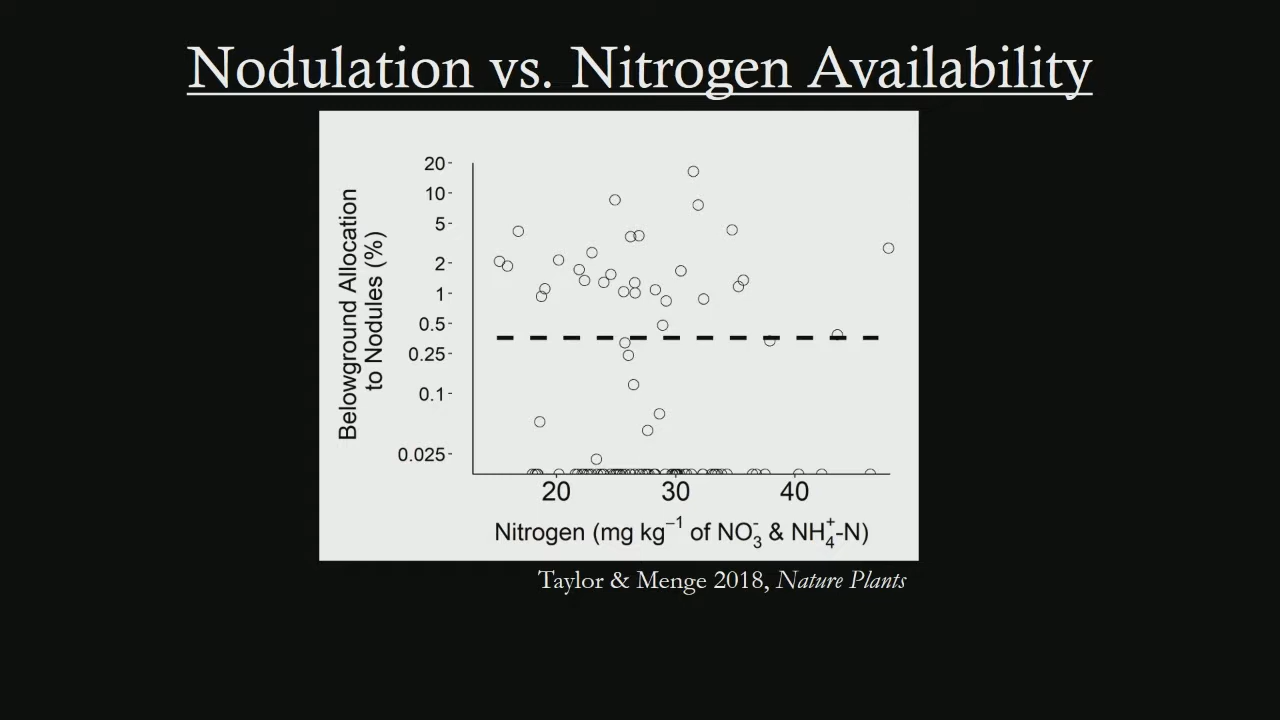 Nodulation vs. Nitrogen Availability
Belowground Allocation
to Nodules (%)
20
10
5
2
1
0.5
0.25
0.1
0.025
20 30 40
Nitrogen (mg kg⁻¹ of NO₃⁻ & NH₄⁺-N)
Taylor & Menge 2018, Nature Plants